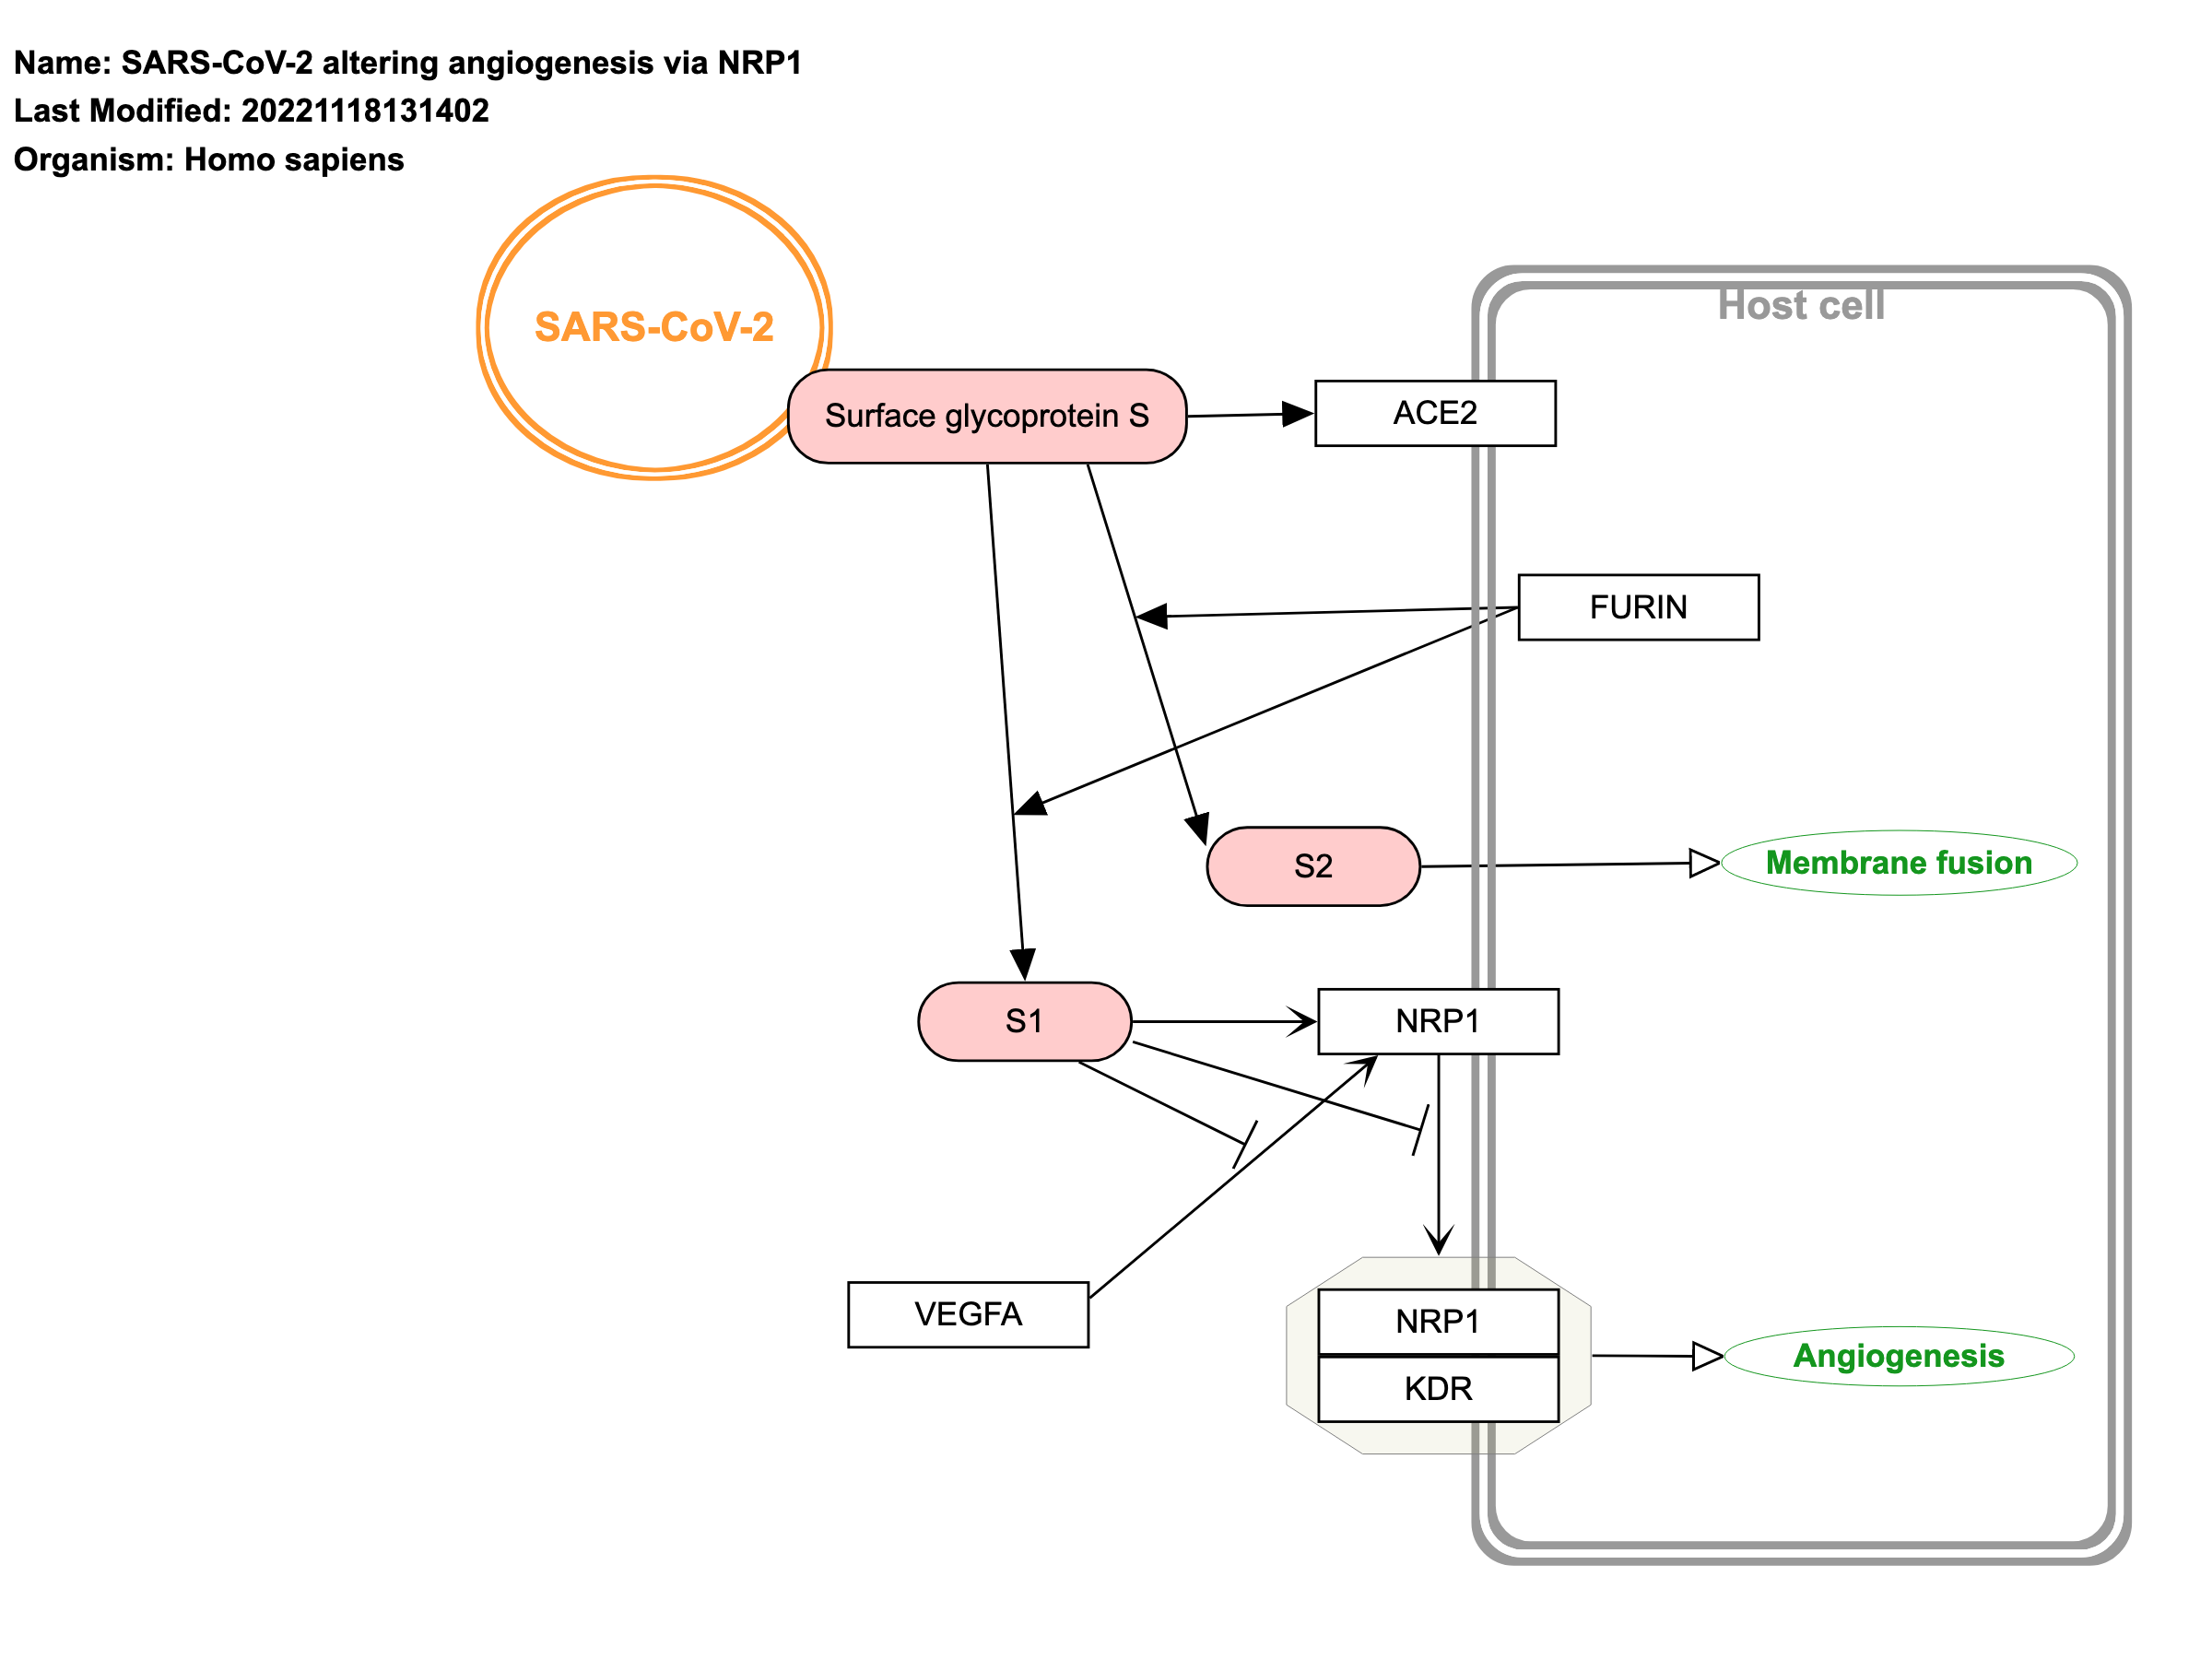 Name: SARS-CoV-2 altering angiogenesis via NRP1
Last Modified: 20221118131402
Organism: Homo sapiens
Host cell
SARS-CoV-2
Surface glycoprotein S
ACE2
FURIN
S2
Membrane fusion
S1
NRP1
VEGFA
NRP1
KDR
Angiogenesis